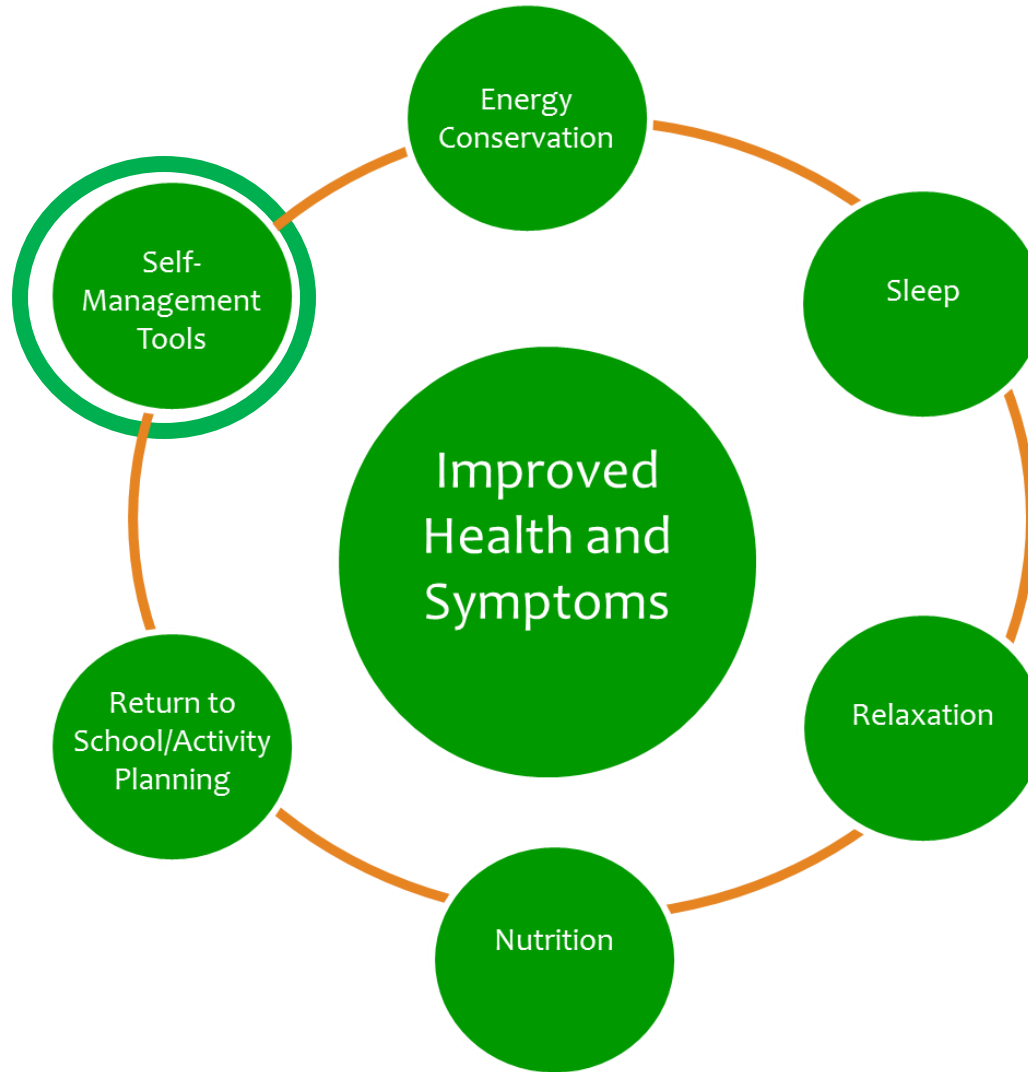 Energy
Conservation
Sleep
Self-
Management
Tools
Improved
Health and
Symptoms
Relaxation
Return to
School/Activity
Planning
Nutrition